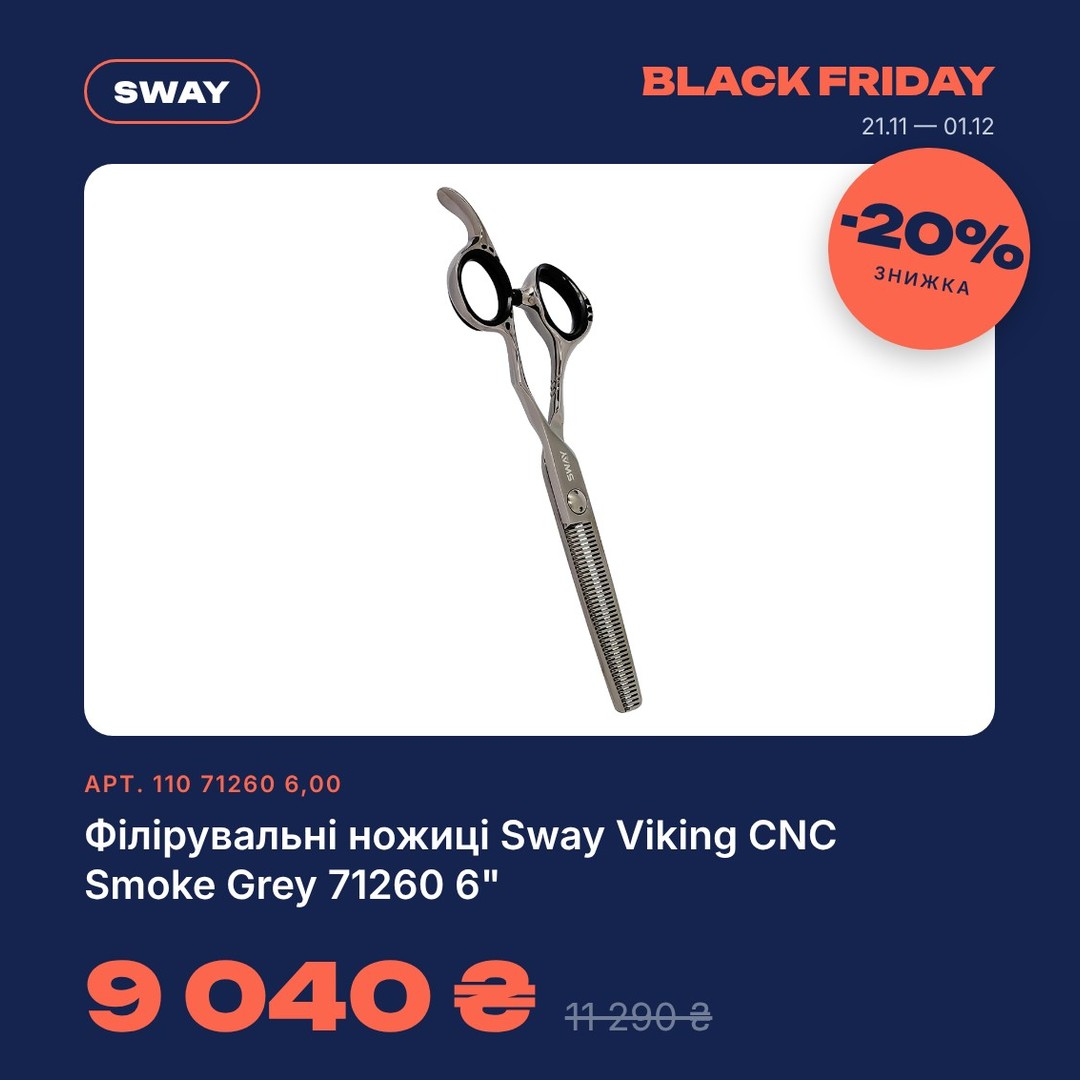 SWAY
BLACK FRIDAY
21.11 — 01.12
-20%
ЗНИЖКА
SWAY
АРТ. 110 71260 6,00
Філірувальні ножиці Sway Viking CNC
Smoke Grey 71260 6"
9 040 ₴
11 290 ₴